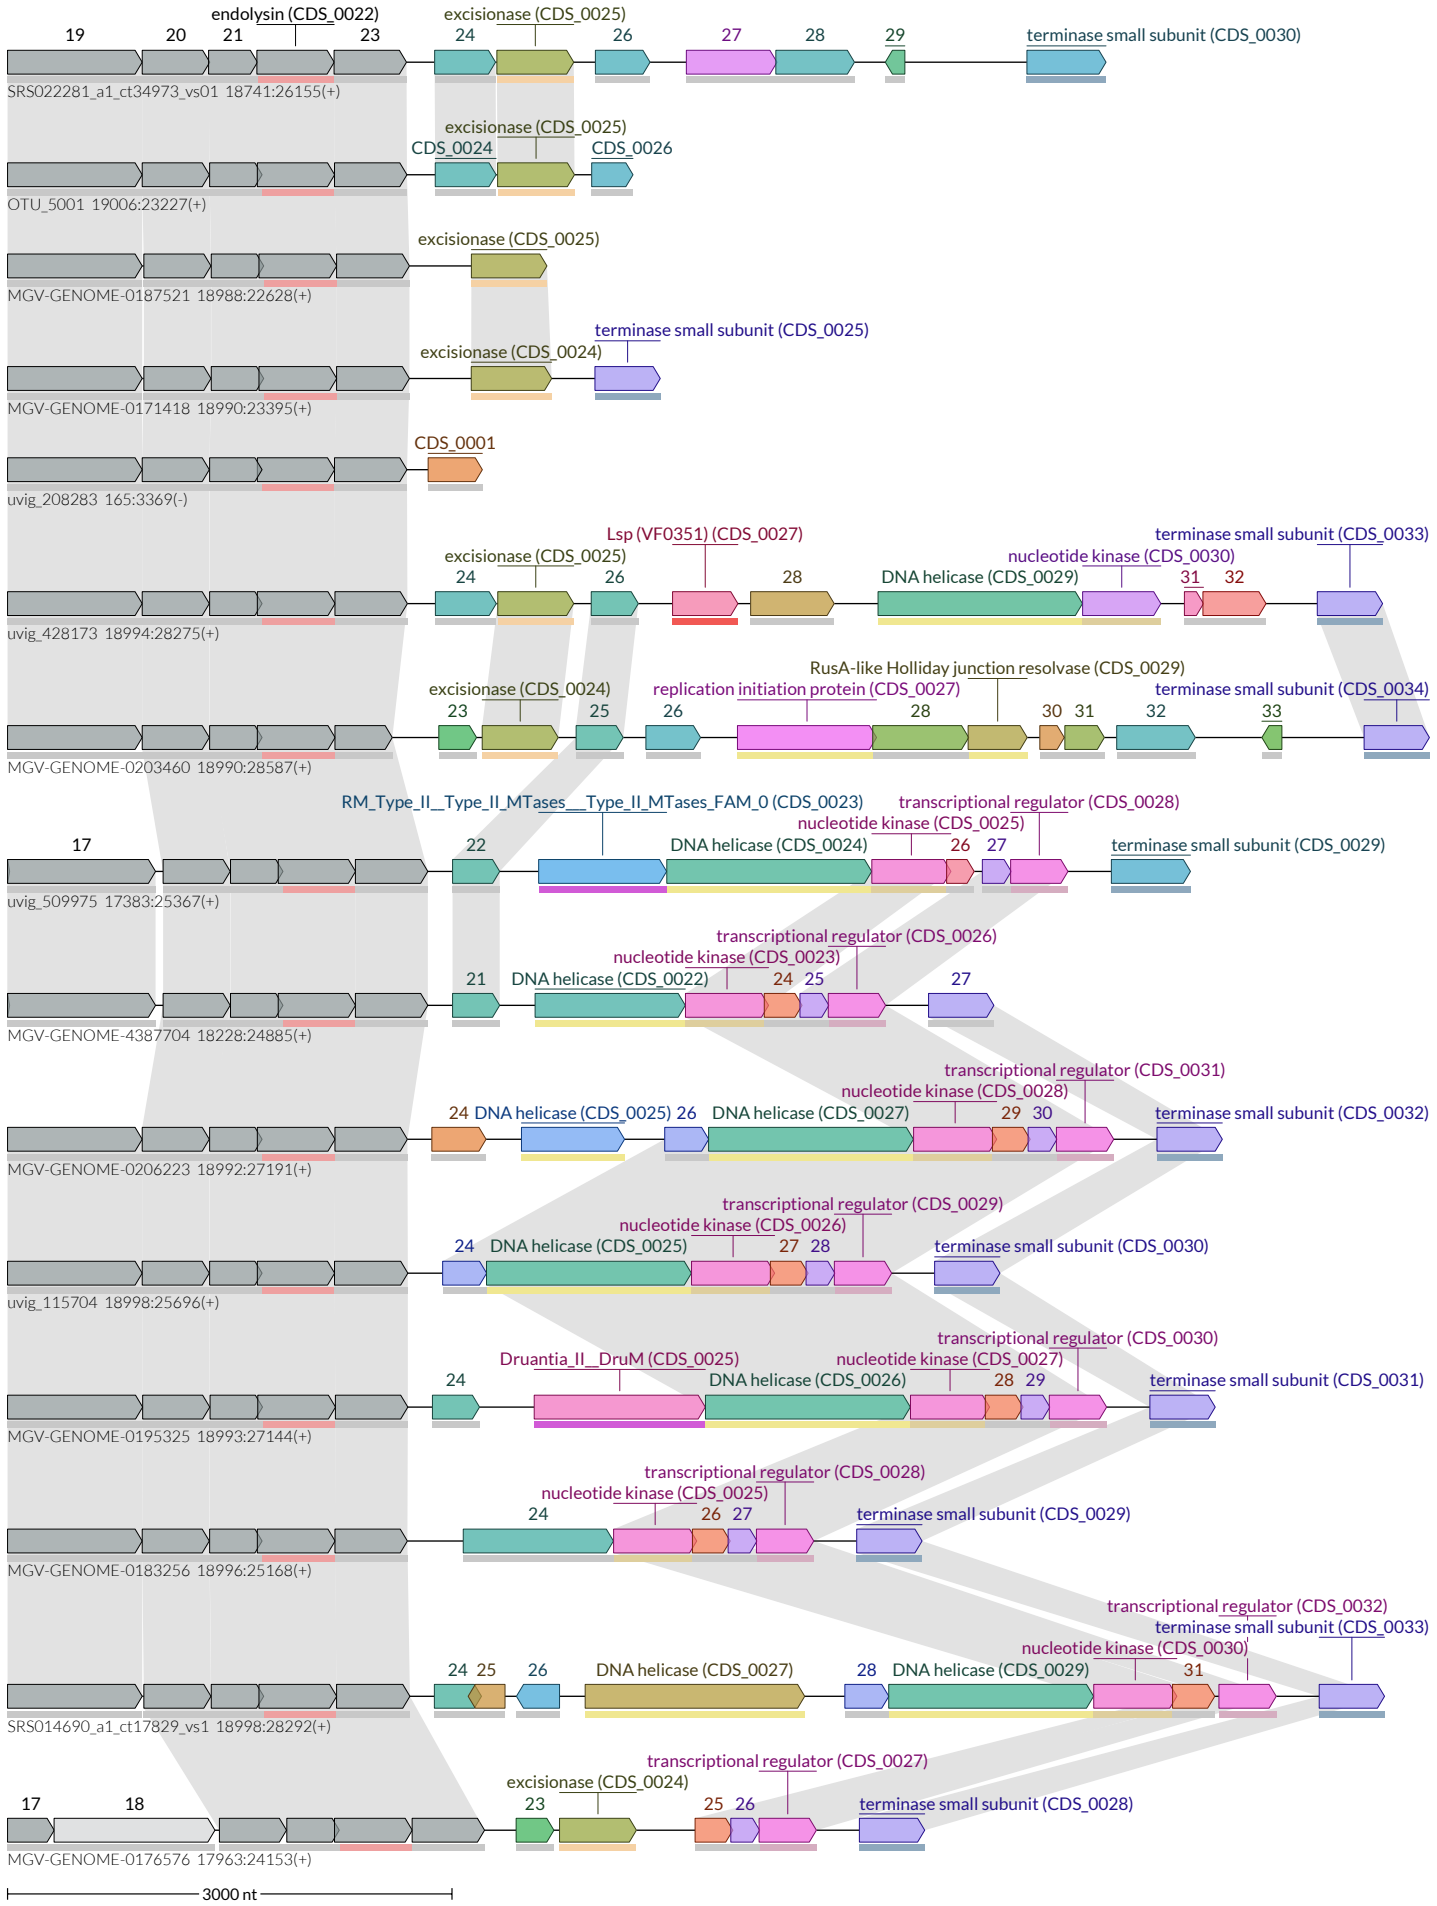 endolysin (CDS_0022) excisionase (CDS_0025)
19 20 21 23 24 26 27 28 29 terminase small subunit (CDS_0030)
SRS022281_a1_ct34973_vs01 18741:26155(+)
excisionase (CDS_0025)
CDS_0024 CDS_0026
OTU_5001 19006:23227(+)
excisionase (CDS_0025)
MGV-GENOME-0187521 18988:22628(+)
terminase small subunit (CDS_0025)
excisionase (CDS_0024)
MGV-GENOME-0171418 18990:23395(+)
CDS_0001
uvig_208283 165:3369(-)
Lsp (VF0351) (CDS_0027) terminase small subunit (CDS_0033)
excisionase (CDS_0025) nucleotide kinase (CDS_0030)
24 26 28 DNA helicase (CDS_0029) 31 32
uvig_428173 18994:28275(+)
RusA-like Holliday junction resolvase (CDS_0029)
excisionase (CDS_0024) replication initiation protein (CDS_0027) terminase small subunit (CDS_0034)
23 25 26 28 30 31 32 33
MGV-GENOME-0203460 18990:28587(+)
RM_Type_II__Type_II_MTases___Type_II_MTases_FAM_0 (CDS_0023) transcriptional regulator (CDS_0028)
nucleotide kinase (CDS_0025)
17 22 DNA helicase (CDS_0024) 26 27 terminase small subunit (CDS_0029)
uvig_509975 17383:25367(+)
transcriptional regulator (CDS_0026)
nucleotide kinase (CDS_0023)
21 DNA helicase (CDS_0022) 24 25 27
MGV-GENOME-4387704 18228:24885(+)
transcriptional regulator (CDS_0031)
nucleotide kinase (CDS_0028)
24 DNA helicase (CDS_0025) 26 DNA helicase (CDS_0027) 29 30 terminase small subunit (CDS_0032)
MGV-GENOME-0206223 18992:27191(+)
transcriptional regulator (CDS_0029)
nucleotide kinase (CDS_0026)
24 DNA helicase (CDS_0025) 27 28 terminase small subunit (CDS_0030)
uvig_115704 18998:25696(+)
transcriptional regulator (CDS_0030)
Druantia_II__DruM (CDS_0025) nucleotide kinase (CDS_0027)
24 DNA helicase (CDS_0026) 28 29 terminase small subunit (CDS_0031)
MGV-GENOME-0195325 18993:27144(+)
transcriptional regulator (CDS_0028)
nucleotide kinase (CDS_0025)
24 26 27 terminase small subunit (CDS_0029)
MGV-GENOME-0183256 18996:25168(+)
transcriptional regulator (CDS_0032)
terminase small subunit (CDS_0033)
nucleotide kinase (CDS_0030)
24 25 26 DNA helicase (CDS_0027) 28 DNA helicase (CDS_0029) 31
SRS014690_a1_ct17829_vs1 18998:28292(+)
transcriptional regulator (CDS_0027)
excisionase (CDS_0024)
17 18 23 25 26 terminase small subunit (CDS_0028)
MGV-GENOME-0176576 17963:24153(+)
3000 nt